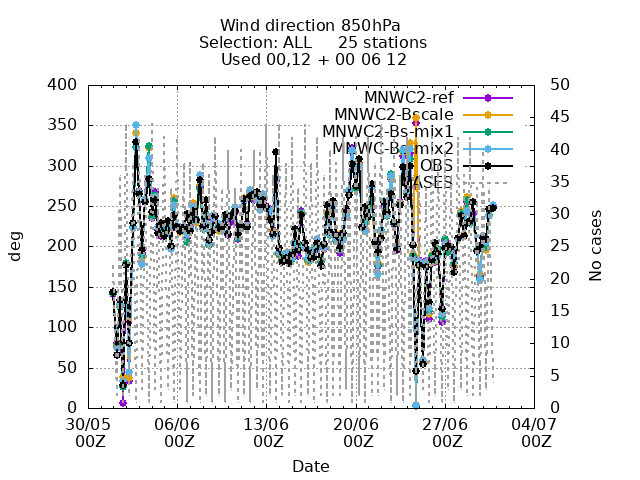 Wind direction 850hPa
Selection: ALL 25 stations
Used 00,12 + 00 06 12
400
350
300
250
200
150
100
50
0
deg
50
45
40
35
30
25
20
15
10
5
0
No cases
MNWC2-ref
MNWC2-Bscale
MNWC2-Bs-mix1
MNWC-Bs-mix2
OBS
ASES
30/05 06/06 13/06 20/06 27/06 04/07
00Z 00Z 00Z 00Z 00Z 00Z
Date